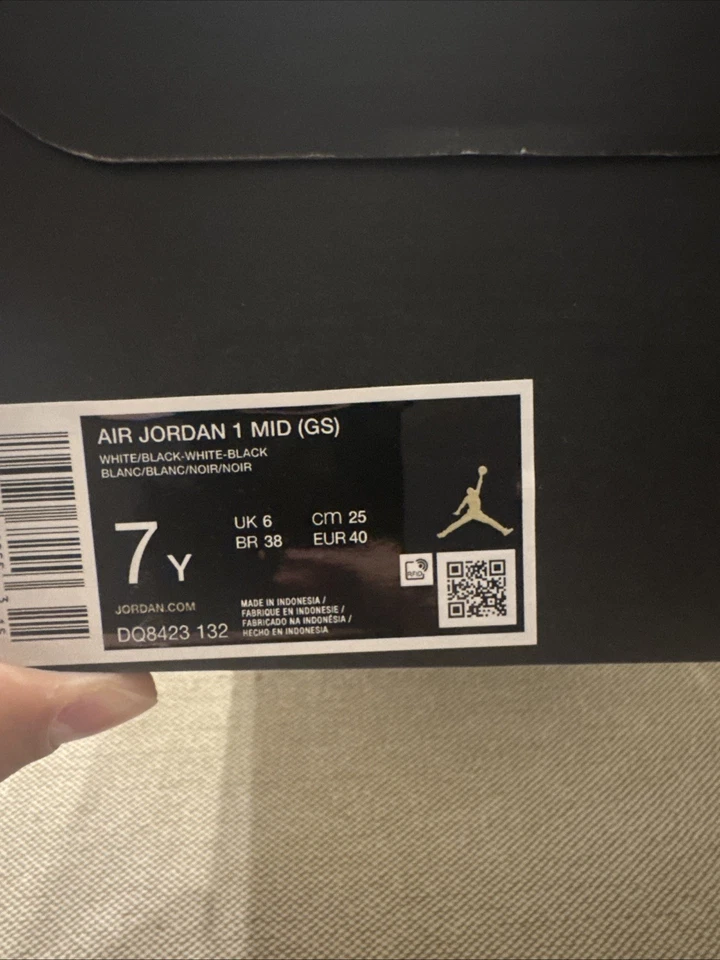 AIR JORDAN 1 MID (GS)
WHITE/BLACK-WHITE-BLACK
BLANC/BLANC/NOIR/NOIR
7Y
UK 6 cm 25
BR 38 EUR 40
RFID
JORDAN.COM
DQ8423 132
MADE IN INDONESIA /
FABRIQUE EN INDONESIE /
FABRICADO NA INDONÉSIA /
HECHO EN INDONESIA